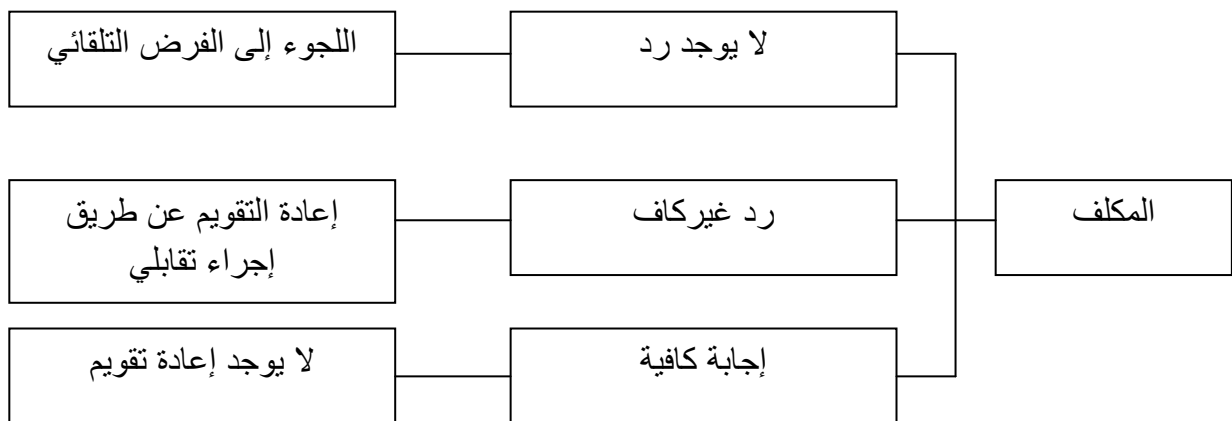 المكلف
لا يوجد رد
اللجوء إلى الفرض التلقائي
رد غيركاف
إعادة التقويم عن طريق
إجراء تقابلي
إجابة كافية
لا يوجد إعادة تقويم